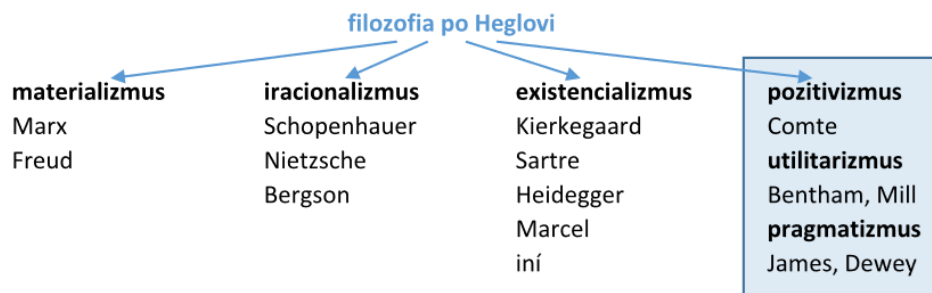 filozofia po Heglovi
materializmus
Marx
Freud
iracionalizmus
Schopenhauer
Nietzsche
Bergson
existencializmus
Kierkegaard
Sartre
Heidegger
Marcel
iní
pozitivizmus
Comte
utilitarizmus
Bentham, Mill
pragmatizmus
James, Dewey